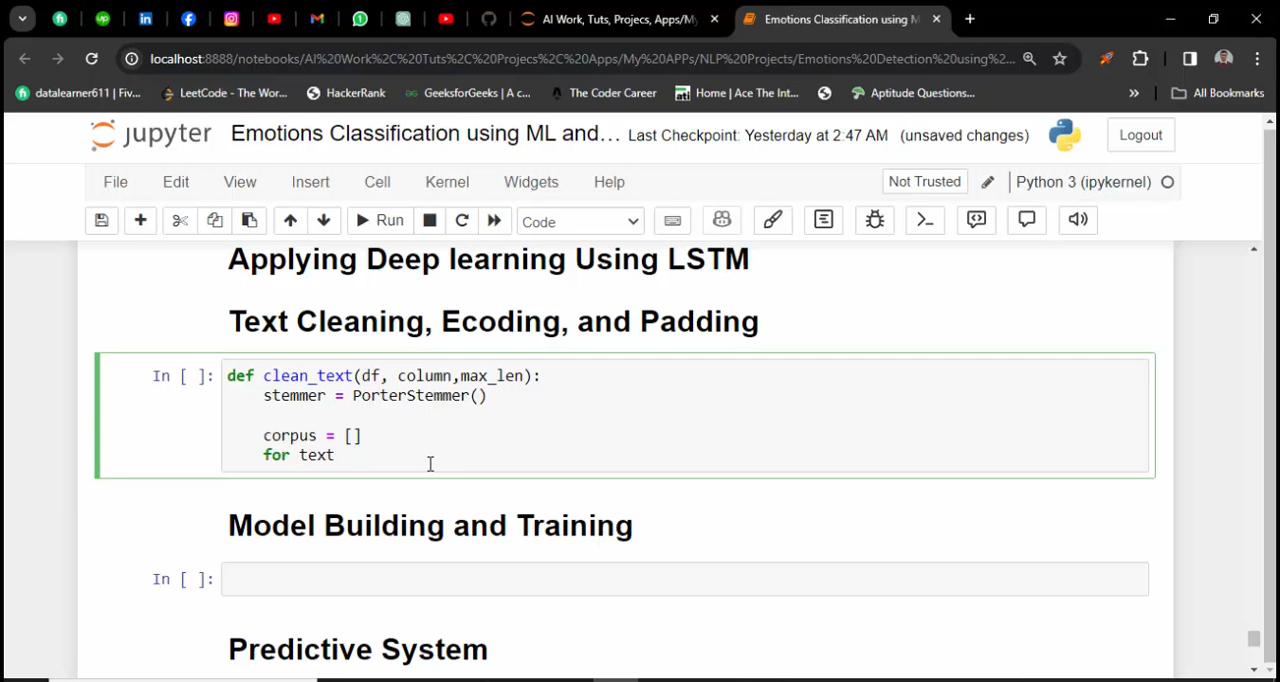 AI Work, Tuts, Projecs, Apps/My
Emotions Classification using M
localhost:8888/notebooks/AI%20Work%2C%20Tuts%2C%20Projecs%2C%20Apps/My%20APPs/NLP%20Projects/Emotions%20Detection%20using%2...
datalearner611 | Fiv...
LeetCode - The Wor...
HackerRank
GeeksforGeeks | A c...
The Coder Career
Home | Ace The Int...
Aptitude Questions...
»
All Bookmarks
jupyter
Emotions Classification using ML and...
Last Checkpoint: Yesterday at 2:47 AM
(unsaved changes)
Logout
File
Edit
View
Insert
Cell
Kernel
Widgets
Help
Not Trusted
Python 3 (ipykernel)
Run
Code
Applying Deep learning Using LSTM
Text Cleaning, Ecoding, and Padding
In [ ]:
def clean_text(df, column,max_len):
stemmer = PorterStemmer()
corpus = []
for text
Model Building and Training
In [ ]:
Predictive System